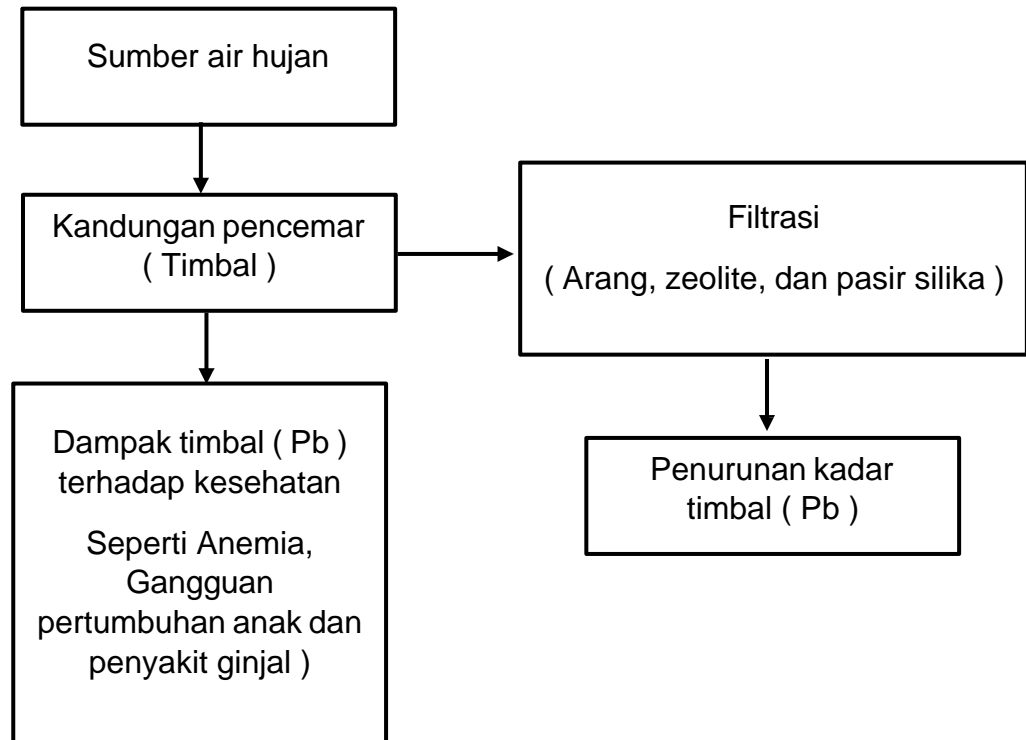 Sumber air hujan
Kandungan pencemar
( Timbal )
Filtrasi
( Arang, zeolite, dan pasir silika )
Dampak timbal ( Pb )
terhadap kesehatan
Seperti Anemia,
Gangguan
pertumbuhan anak dan
penyakit ginjal )
Penurunan kadar
timbal ( Pb )